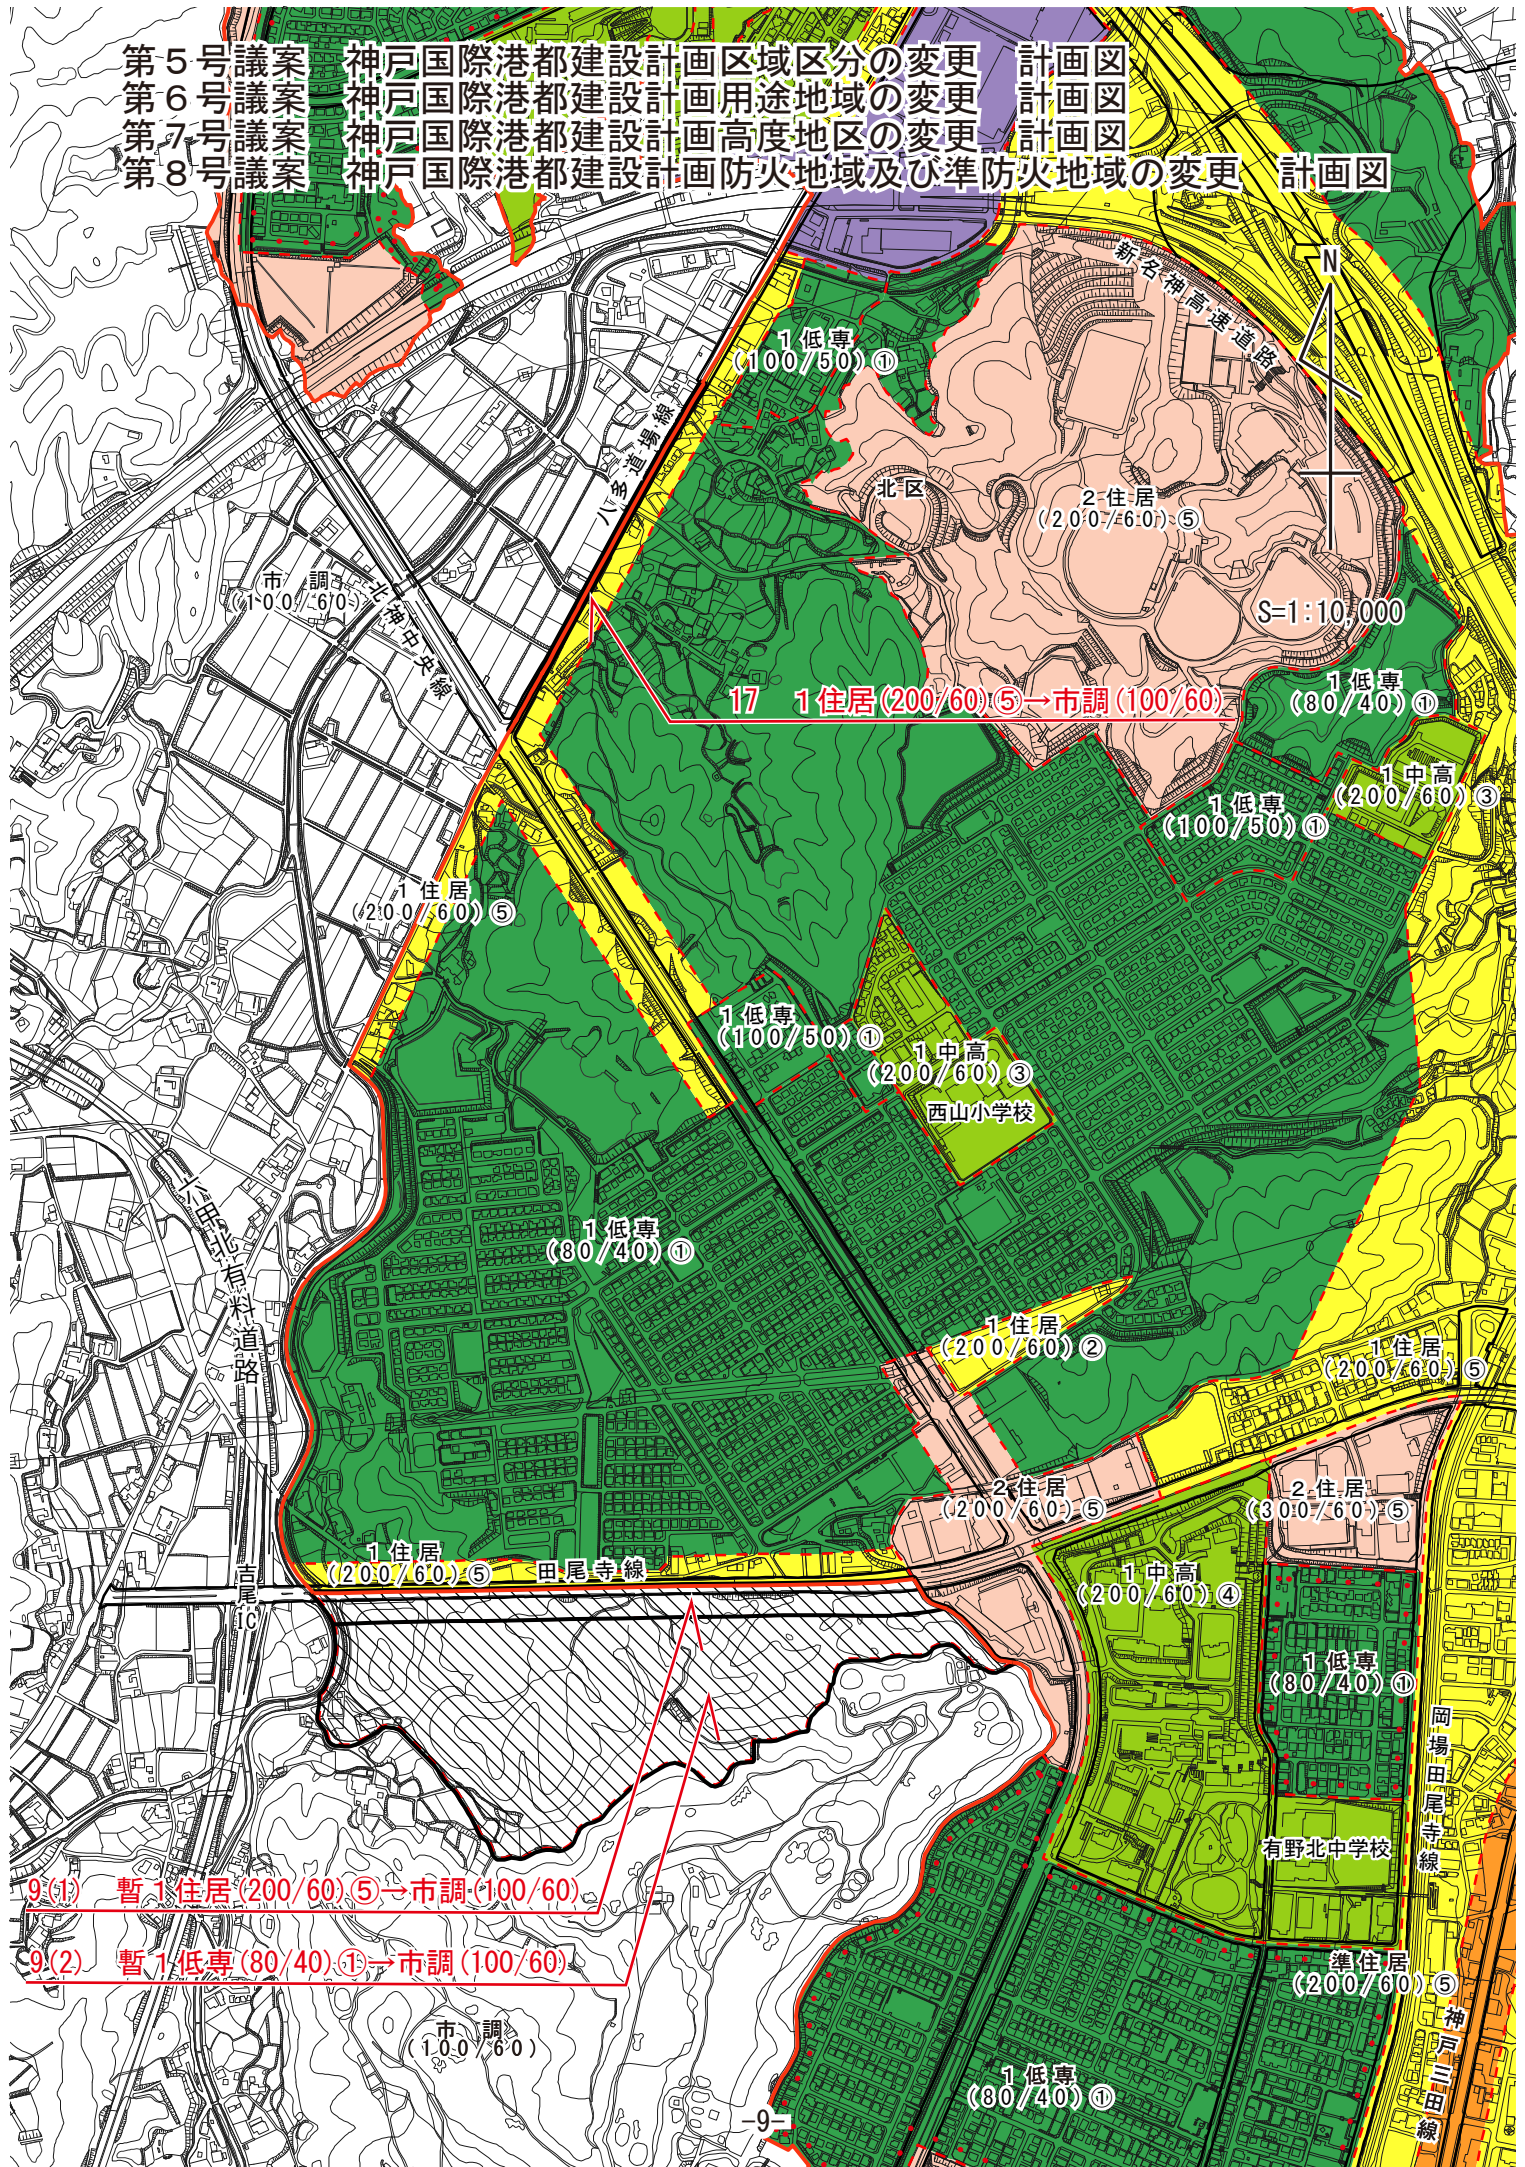 第５号議案　神戸国際港都建設計画区域区分の変更　計画図
第６号議案　神戸国際港都建設計画用途地域の変更　計画図
第７号議案　神戸国際港都建設計画高度地区の変更　計画図
第８号議案　神戸国際港都建設計画防火地域及び準防火地域の変更　計画図
新名神高速道路
N
1低専
(100/50)①
八多道場線
北区
2住居
(200/60)⑤
市調
(100/60)
北神中央線
S=1:10,000
17　1住居(200/60)⑤→市調(100/60)
1低専
(80/40)①
1中高
(200/60)③
1低専
(100/50)①
1住居
(200/60)⑤
1低専
(100/50)①
1中高
(200/60)③
西山小学校
六甲北有料道路
1低専
(80/40)①
1住居
(200/60)②
1住居
(200/60)⑤
2住居
(200/60)⑤
2住居
(300/60)⑤
1住居
(200/60)⑤
田尾寺線
吉尾IC
1中高
(200/60)④
1低専
(80/40)①
岡場田尾寺線
有野北中学校
9(1)　暫1住居(200/60)⑤→市調(100/60)
9(2)　暫1低専(80/40)①→市調(100/60)
準住居
(200/60)⑤
神戸三田線
市調
(100/60)
1低専
(80/40)①
-9-